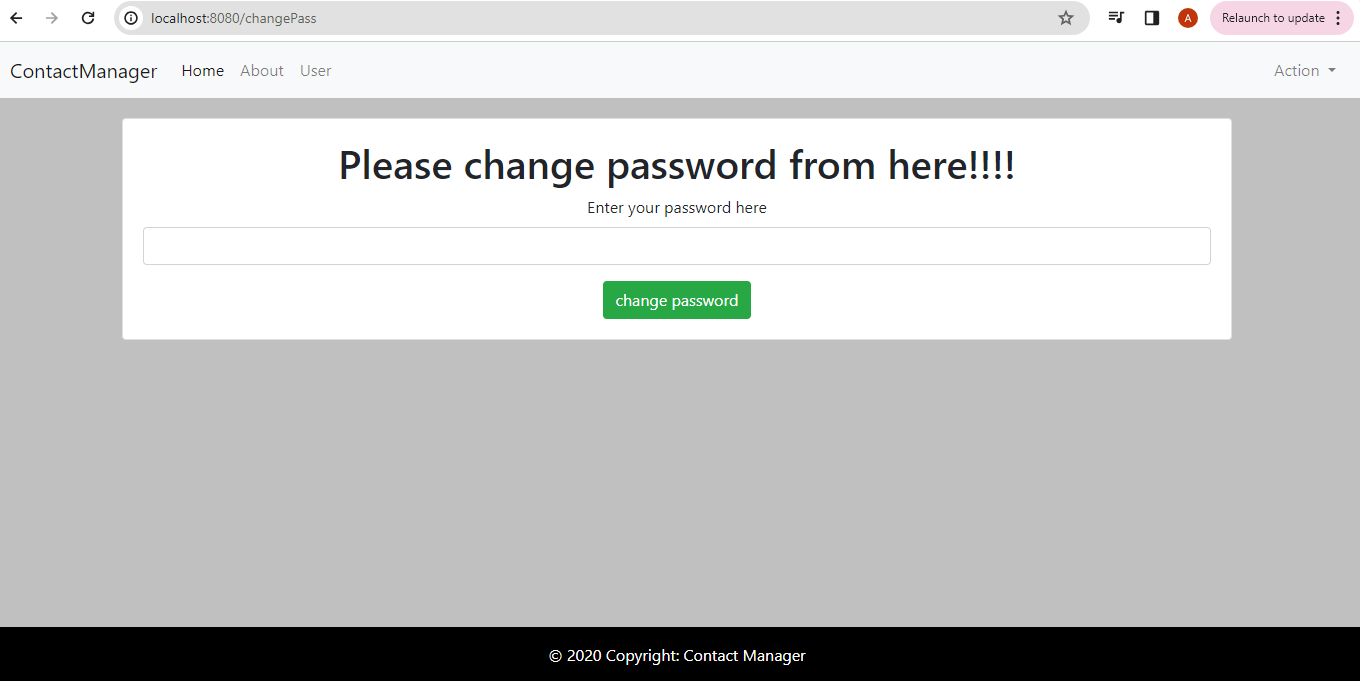 localhost:8080/changePass
A
Relaunch to update
ContactManager Home About User Action
Please change password from here!!!!
Enter your password here
change password
© 2020 Copyright: Contact Manager